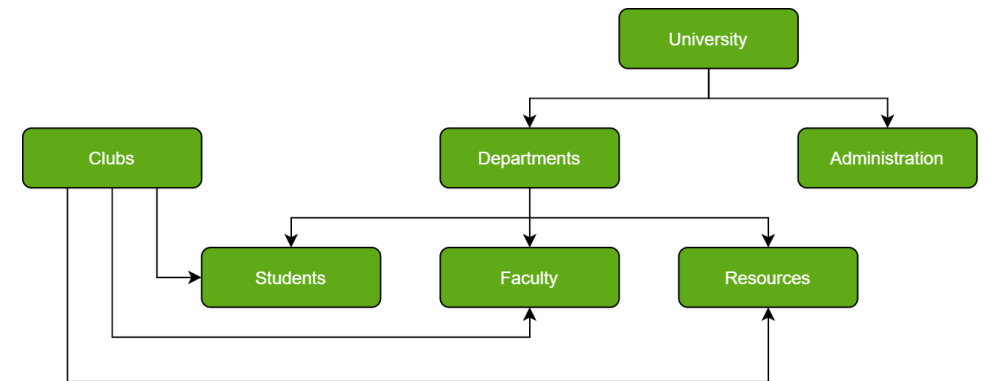 University
Clubs
Departments
Administration
Students
Faculty
Resources